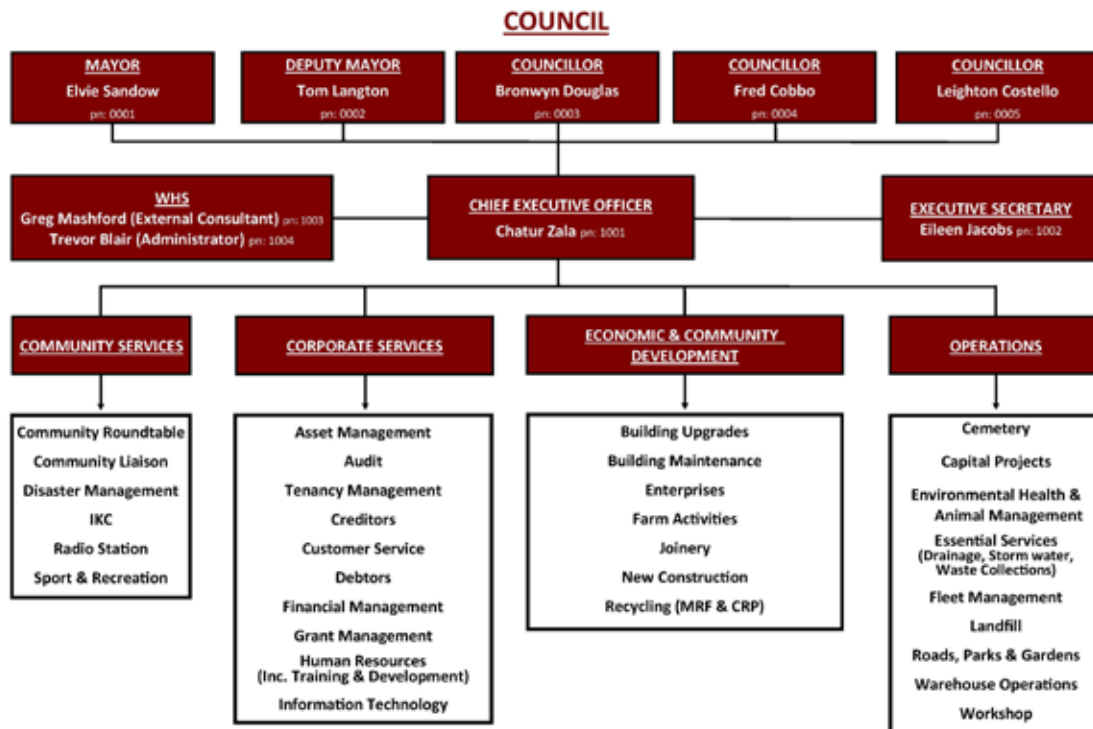 COUNCIL
MAYOR
Elvie Sandow
pn: 0001
DEPUTY MAYOR
Tom Langton
pn: 0002
COUNCILLOR
Bronwyn Douglas
pn: 0003
COUNCILLOR
Fred Cobbo
pn: 0004
COUNCILLOR
Leighton Costello
pn: 0005
WHS
Greg Mashford (External Consultant) pn: 1003
Trevor Blair (Administrator) pn: 1004
CHIEF EXECUTIVE OFFICER
Chatur Zala pn: 1001
EXECUTIVE SECRETARY
Eileen Jacobs pn: 1002
COMMUNITY SERVICES
Community Roundtable
Community Liaison
Disaster Management
IKC
Radio Station
Sport & Recreation
CORPORATE SERVICES
Asset Management
Audit
Tenancy Management
Creditors
Customer Service
Debtors
Financial Management
Grant Management
Human Resources
(Inc. Training & Development)
Information Technology
ECONOMIC & COMMUNITY
DEVELOPMENT
Building Upgrades
Building Maintenance
Enterprises
Farm Activities
Joinery
New Construction
Recycling (MRF & CRP)
OPERATIONS
Cemetery
Capital Projects
Environmental Health &
Animal Management
Essential Services
(Drainage, Storm water,
Waste Collections)
Fleet Management
Landfill
Roads, Parks & Gardens
Warehouse Operations
Workshop